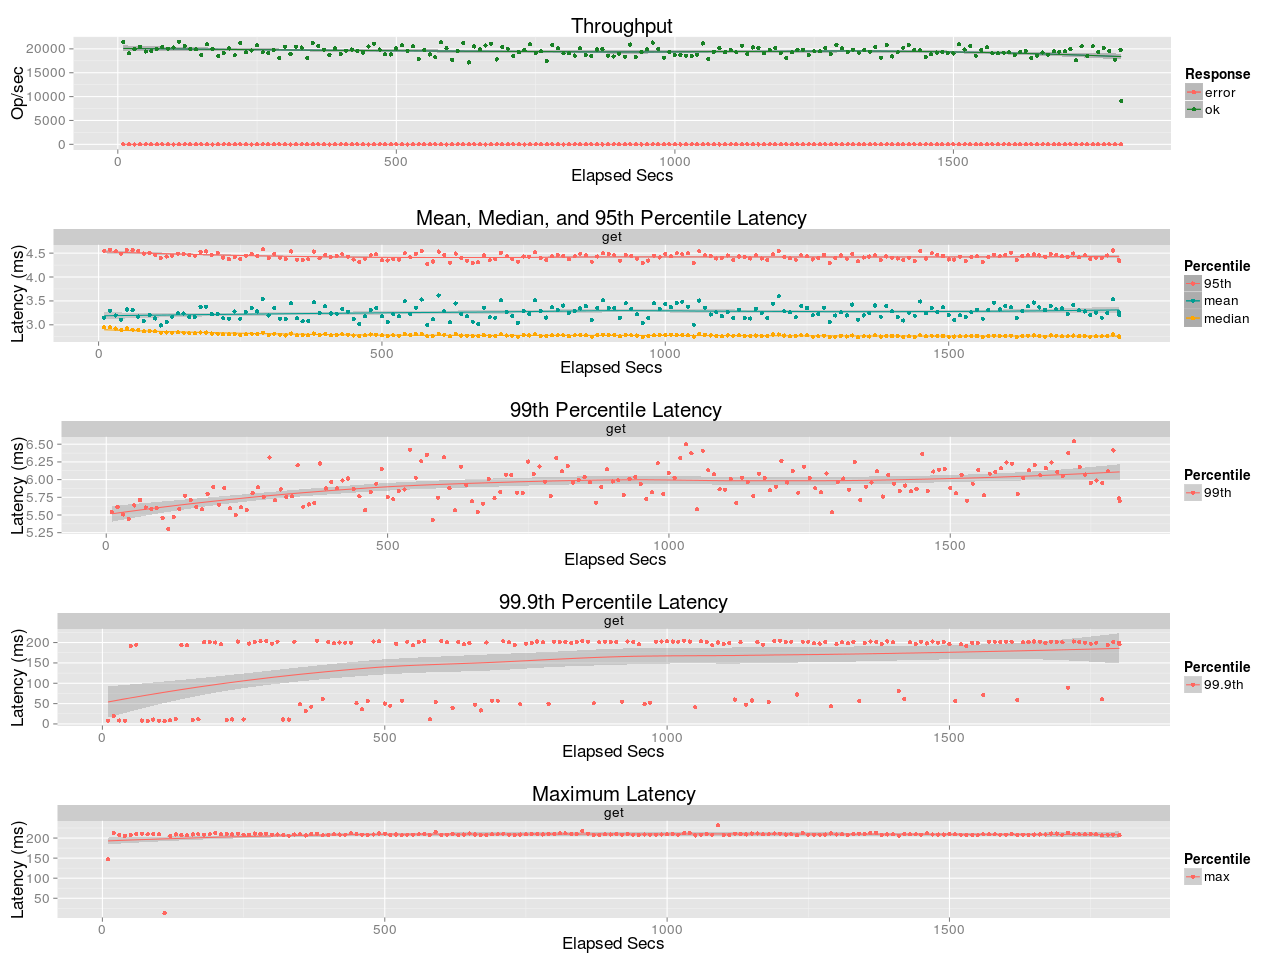 Throughput
Op/sec
20000
15000
10000
5000
0
0 500 1000 1500
Elapsed Secs
Response
error
ok
Mean, Median, and 95th Percentile Latency
get
Latency (ms)
4.5
4.0
3.5
3.0
0 500 1000 1500
Elapsed Secs
Percentile
95th
mean
median
99th Percentile Latency
get
Latency (ms)
6.50
6.25
6.00
5.75
5.50
5.25
0 500 1000 1500
Elapsed Secs
Percentile
99th
99.9th Percentile Latency
get
Latency (ms)
200
150
100
50
0
0 500 1000 1500
Elapsed Secs
Percentile
99.9th
Maximum Latency
get
Latency (ms)
200
150
100
50
0 500 1000 1500
Elapsed Secs
Percentile
max